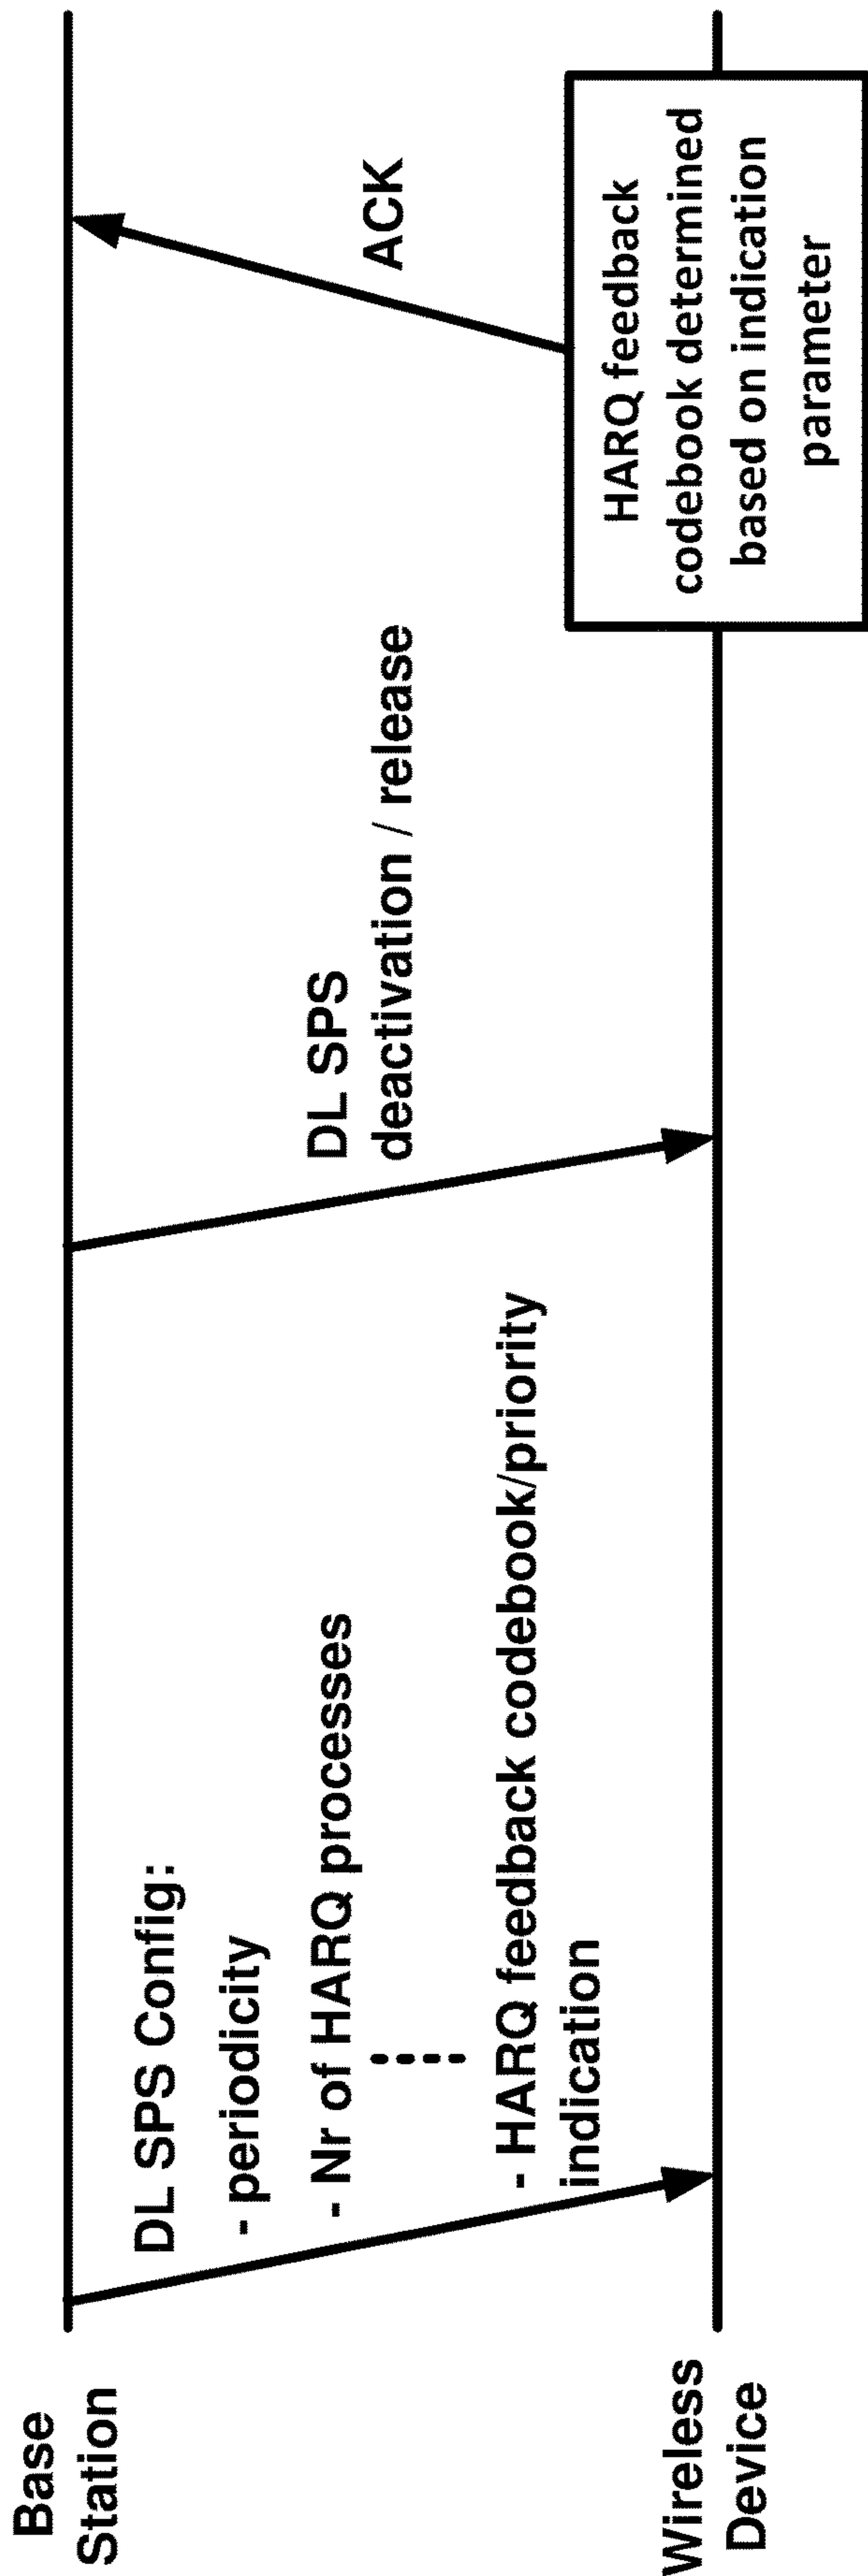 Base
Station
DL SPS Config:
- periodicity
- Nr of HARQ processes
- HARQ feedback codebook/priority
indication
DL SPS
deactivation / release
ACK
HARQ feedback
codebook determined
based on indication
parameter
Wireless
Device